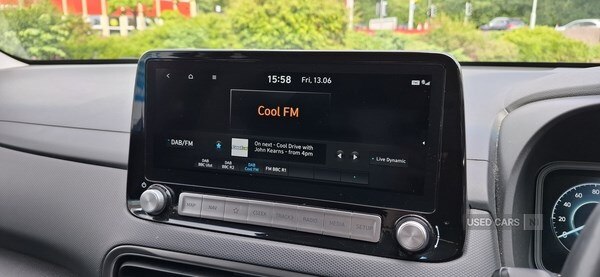 15:58
Fri, 13.06
Cool FM
DAB/FM
On next - Cool Drive with
John Kearns - from 4pm
Live Dynamic
DAB
BBC Ulst
DAB
BBC R3
DAB
Cool FM
FM BBC R1
MAP
NAV
SEEK
TRACK
RADIO
MEDIA
SETUP
USED CARS NI